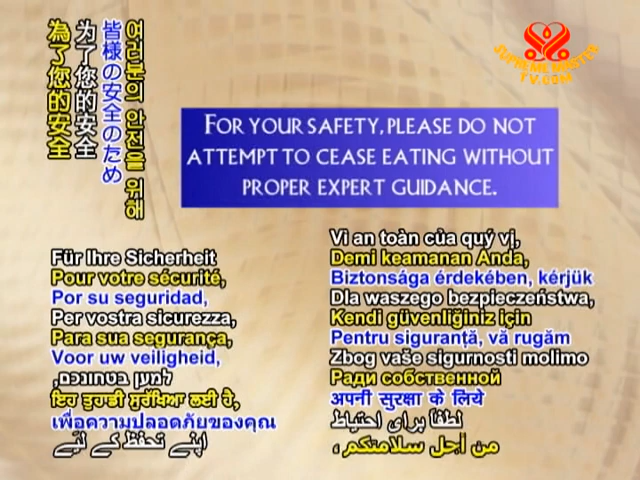 為了您的安全
为了您的安全
皆様の安全のため
여러분의 안전을 위해
SUPREME MASTER
TV.COM
FOR YOUR SAFETY, PLEASE DO NOT
ATTEMPT TO CEASE EATING WITHOUT
PROPER EXPERT GUIDANCE.
Für Ihre Sicherheit
Pour votre sécurité,
Por su seguridad,
Per vostra sicurezza,
Para sua segurança,
Voor uw veiligheid,
למען בטחונכם,
ਇਹ ਤੁਹਾਡੀ ਸੁਰੱਖਿਆ ਲਈ ਹੈ,
เพื่อความปลอดภัยของคุณ
اپنے تحفظ کے لئے
Vì an toàn của quý vị,
Demi keamanan Anda,
Biztonsága érdekében, kérjük
Dla waszego bezpieczeństwa,
Kendi güvenliğiniz için
Pentru siguranță, vă rugăm
Zbog vaše sigurnosti molimo
Ради собственной
अपनी सुरक्षा के लिये
لطفاً برای احتیاط
من أجل سلامتكم،